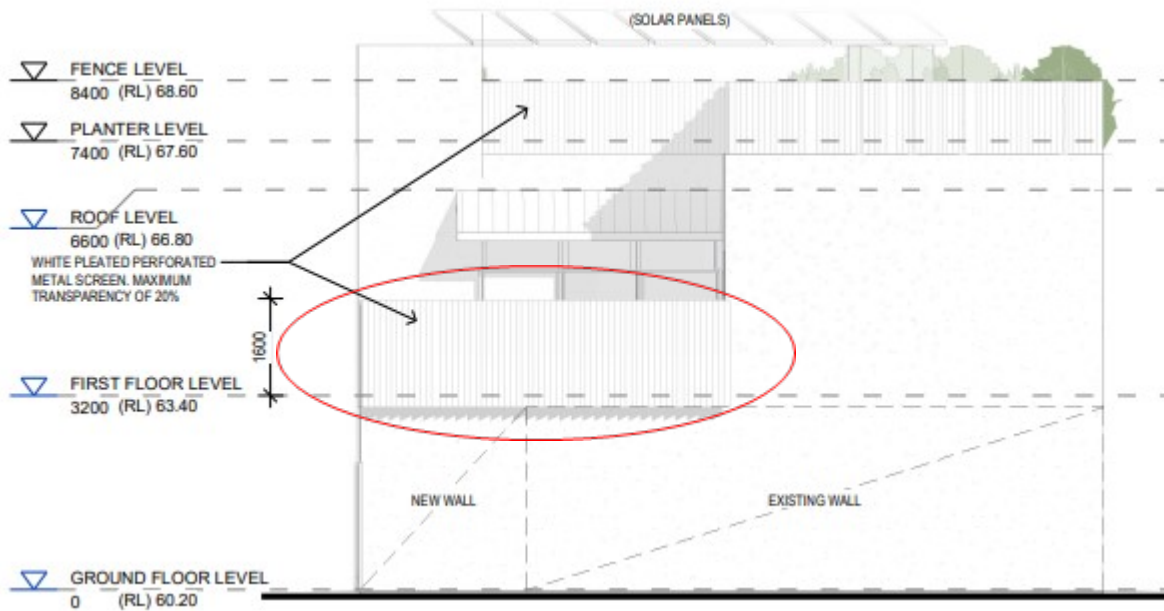 (SOLAR PANELS)
FENCE LEVEL
8400 (RL) 68.60
PLANTER LEVEL
7400 (RL) 67.60
ROOF LEVEL
6600 (RL) 66.80
WHITE PLEATED PERFORATED
METAL SCREEN. MAXIMUM
TRANSPARENCY OF 20%
1600
FIRST FLOOR LEVEL
3200 (RL) 63.40
NEW WALL
EXISTING WALL
GROUND FLOOR LEVEL
0 (RL) 60.20